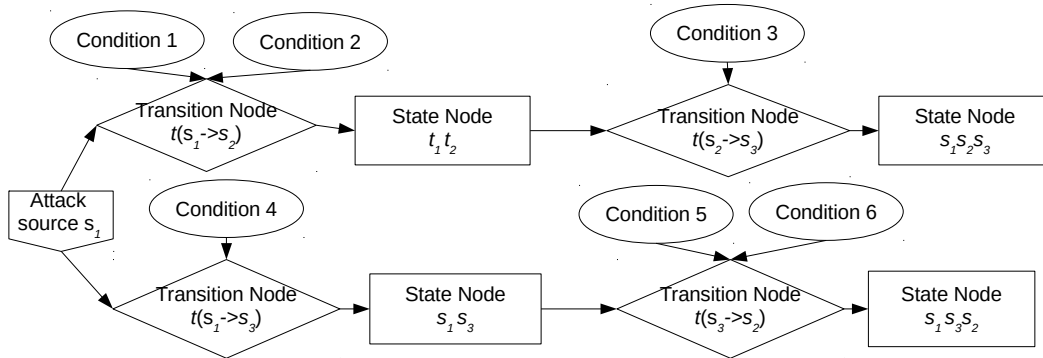 Condition 1
Condition 2
Condition 3
Transition Node
t(s₁->s₂)
State Node
t₁ t₂
Transition Node
t(s₂->s₃)
State Node
s₁s₂s₃
Attack
source s₁
Condition 4
Condition 5
Condition 6
Transition Node
t(s₁->s₃)
State Node
s₁ s₃
Transition Node
t(s₃->s₂)
State Node
s₁ s₃s₂